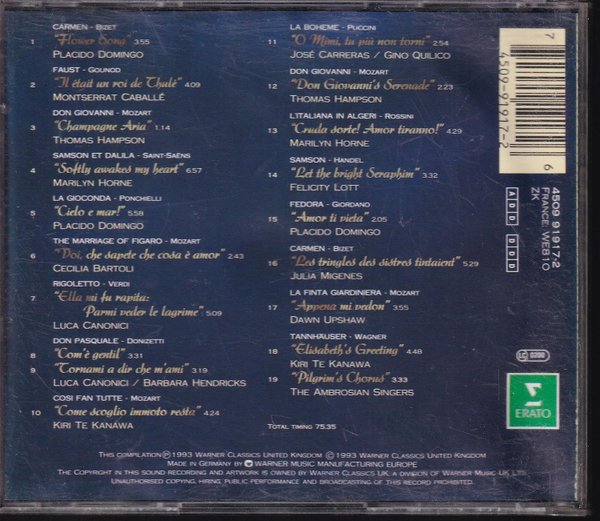 CARMEN - BIZET
1 "Flower Song" 3.55
PLACIDO DOMINGO
FAUST - GOUNOD
2 "Il était un roi de Thulé" 4.09
MONTSERRAT CABALLÉ
DON GIOVANNI - MOZART
3 "Champagne Aria" 1.14
THOMAS HAMPSON
SAMSON ET DALILA - SAINT-SAËNS
4 "Softly awakes my heart" 6.57
MARILYN HORNE
LA GIOCONDA - PONCHIELLI
5 "Cielo e mar!" 5.58
PLACIDO DOMINGO
THE MARRIAGE OF FIGARO - MOZART
6 "Voi, che sapete che cosa è amor" 2.43
CECILIA BARTOLI
RIGOLETTO - VERDI
7 "Ella mi fu rapita:
Parmi veder le lagrime" 5.09
LUCA CANONICI
DON PASQUALE - DONIZETTI
8 "Com'è gentil" 3.31
9 "Tornami a dir che m'ami" 3.19
LUCA CANONICI / BARBARA HENDRICKS
COSI FAN TUTTE - MOZART
10 "Come scoglio immoto resta" 4.24
KIRI TE KANAWA
LA BOHEME - PUCCINI
11 "O Mimì, tu più non torni" 2.54
JOSÉ CARRERAS / GINO QUILICO
DON GIOVANNI - MOZART
12 "Don Giovanni's Serenade" 2.23
THOMAS HAMPSON
L'ITALIANA IN ALGERI - ROSSINI
13 "Cruda sorte! Amor tiranno!" 4.29
MARILYN HORNE
SAMSON - HANDEL
14 "Let the bright Seraphim" 3.32
FELICITY LOTT
FEDORA - GIORDANO
15 "Amor ti vieta" 2.05
PLACIDO DOMINGO
CARMEN - BIZET
16 "Les tringles des sistres tintaient" 5.29
JULIA MIGENES
LA FINTA GIARDINIERA - MOZART
17 "Appena mi vedon" 3.55
DAWN UPSHAW
TANNHAUSER - WAGNER
18 "Elisabeth's Greeting" 4.48
KIRI TE KANAWA
19 "Pilgrim's Chorus" 3.33
THE AMBROSIAN SINGERS
TOTAL TIMING 75.35
7 4509-91917-2 6
4509 91917-2
FRANCE: WE810
ZK
ADD DDD
LC 0200
ERATO
THIS COMPILATION ℗ 1993 WARNER CLASSICS UNITED KINGDOM © 1993 WARNER CLASSICS UNITED KINGDOM
MADE IN GERMANY BY WARNER MUSIC MANUFACTURING EUROPE
THE COPYRIGHT IN THIS SOUND RECORDING AND ARTWORK IS OWNED BY WARNER CLASSICS U.K. A DIVISION OF WARNER MUSIC U.K. LTD.
UNAUTHORISED COPYING, HIRING, PUBLIC PERFORMANCE AND BROADCASTING OF THIS RECORD PROHIBITED.